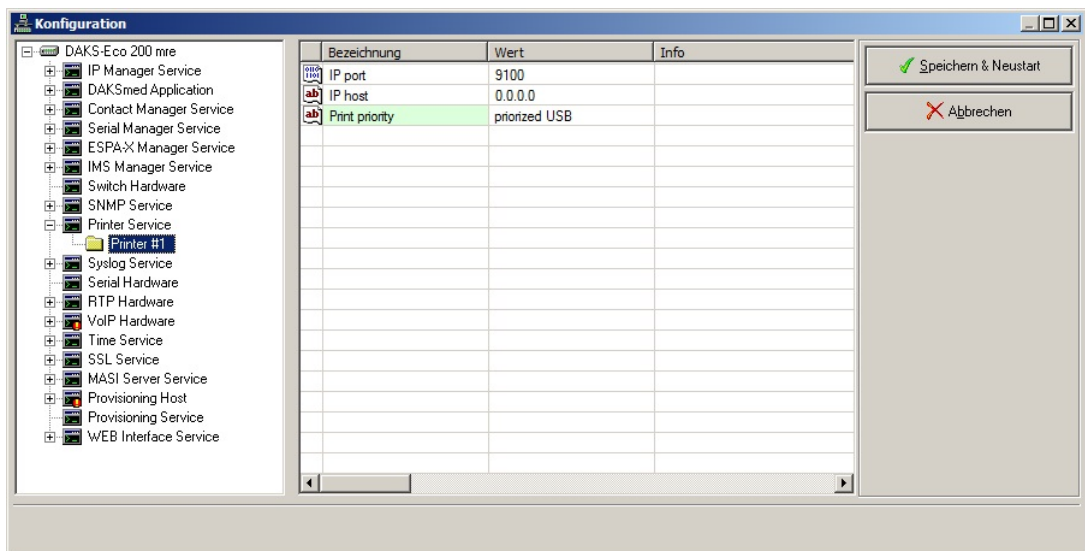 Konfiguration
DAKS-Eco 200 mre
IP Manager Service
DAKSmed Application
Contact Manager Service
Serial Manager Service
ESPA-X Manager Service
IMS Manager Service
Switch Hardware
SNMP Service
Printer Service
Printer #1
Syslog Service
Serial Hardware
RTP Hardware
VoIP Hardware
Time Service
SSL Service
MASI Server Service
Provisioning Host
Provisioning Service
WEB Interface Service
Bezeichnung Wert Info
IP port 9100
IP host 0.0.0.0
Print priority priorized USB
Speichern & Neustart
Abbrechen